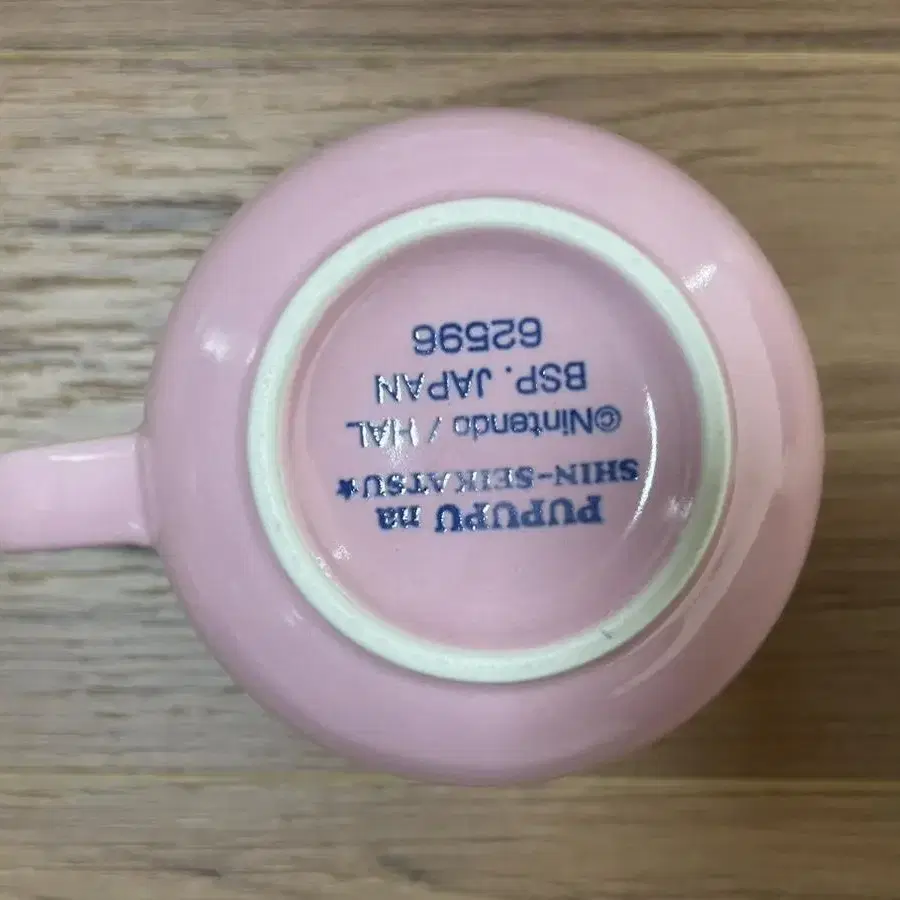 PUPUPU na
SHIN-SEIKATSU★
©Nintendo / HAL
BSP. JAPAN
62596